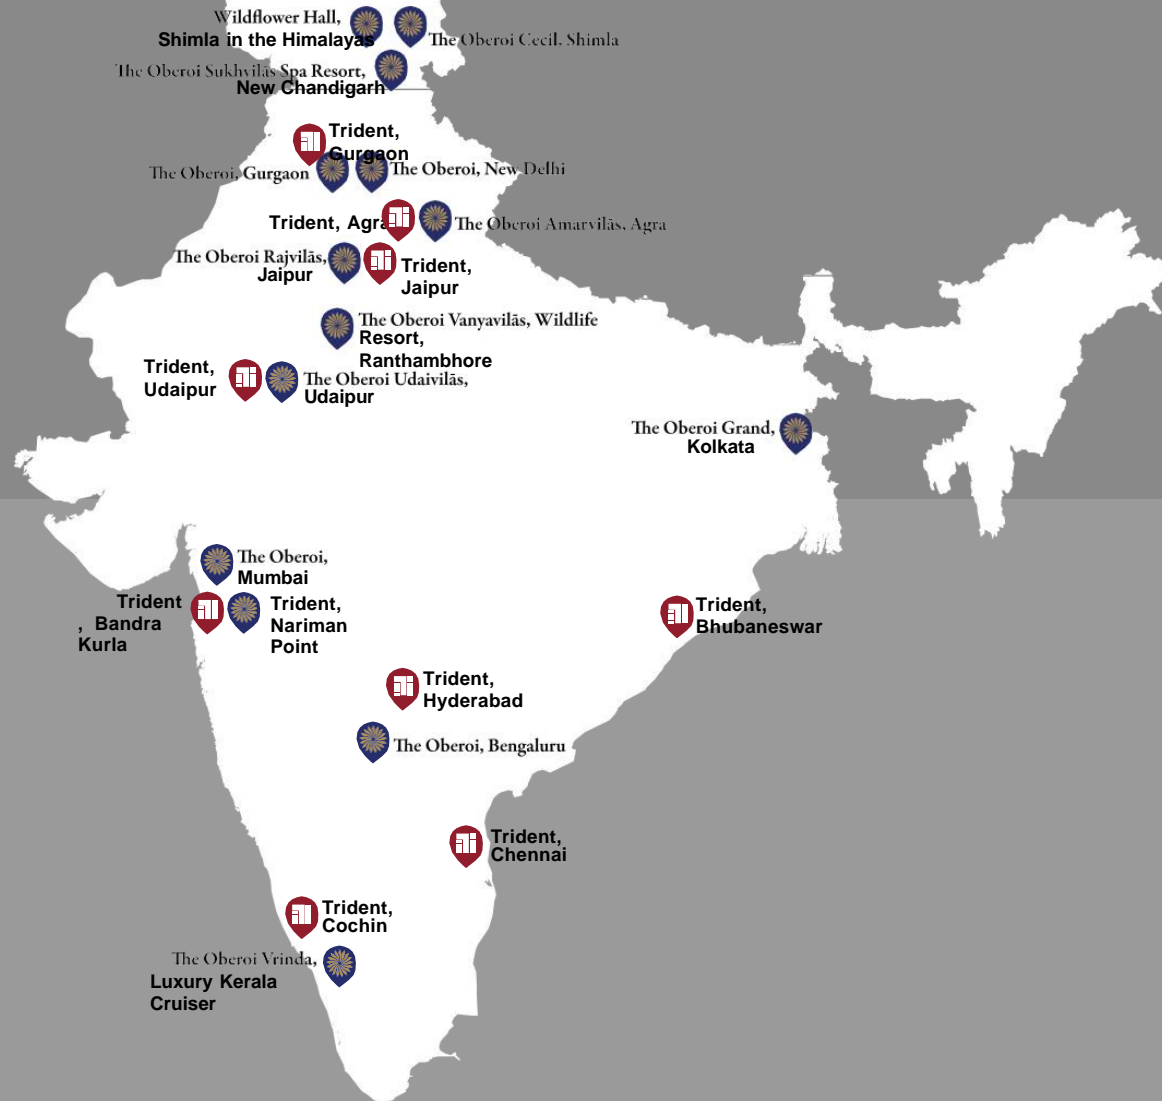 Wildflower Hall,
Shimla in the Himalayas
The Oberoi Cecil, Shimla
The Oberoi Sukhvilās Spa Resort,
New Chandigarh
Trident,
Gurgaon
The Oberoi, Gurgaon
The Oberoi, New Delhi
Trident, Agra
The Oberoi Amarvilās, Agra
The Oberoi Rajvilās,
Jaipur
Trident,
Jaipur
The Oberoi Vanyavilās, Wildlife
Resort,
Ranthambhore
Trident,
Udaipur
The Oberoi Udaivilās,
Udaipur
The Oberoi Grand,
Kolkata
The Oberoi,
Mumbai
Trident
, Bandra
Kurla
Trident,
Nariman
Point
Trident,
Bhubaneswar
Trident,
Hyderabad
The Oberoi, Bengaluru
Trident,
Chennai
Trident,
Cochin
The Oberoi Vrinda,
Luxury Kerala
Cruiser